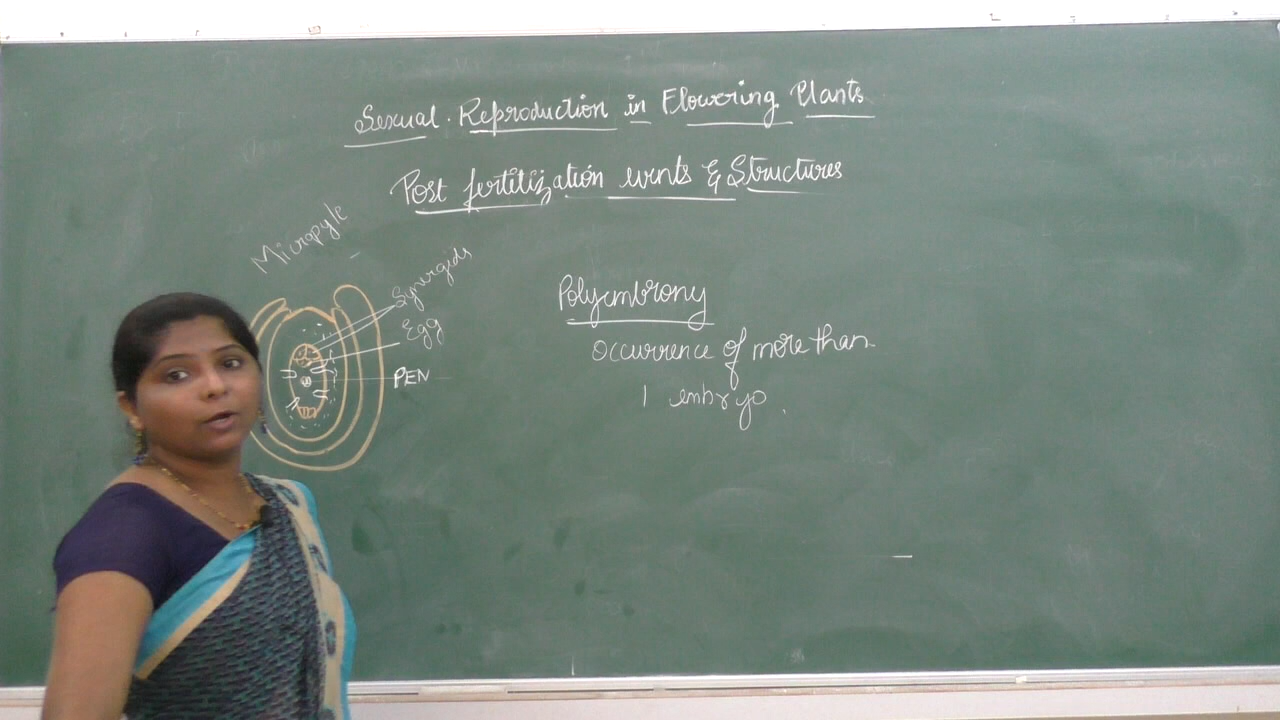 Sexual Reproduction in Flowering Plants
Post fertilization events & Structures
Micropyle
Synergids
Egg
PEN
Polyembrony
Occurrence of more than
1 embryo.